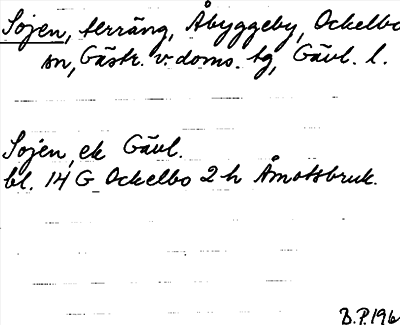 Sojen, terräng, Åbyggeby, Ockelbo
sn, Gästr. v. doms. tg, Gävl. l.
Sojen, ek Gävl.
bl. 14 G Ockelbo 2 h Åmotsbruk.
B.P.196